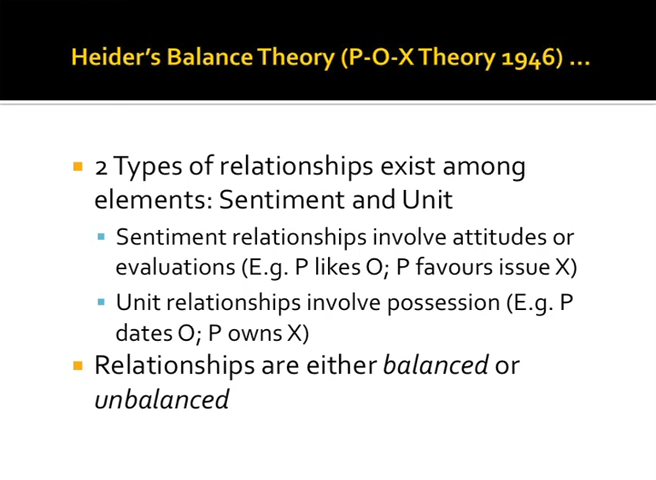 Heider’s Balance Theory (P-O-X Theory 1946) …
2 Types of relationships exist among
elements: Sentiment and Unit
Sentiment relationships involve attitudes or
evaluations (E.g. P likes O; P favours issue X)
Unit relationships involve possession (E.g. P
dates O; P owns X)
Relationships are either balanced or
unbalanced